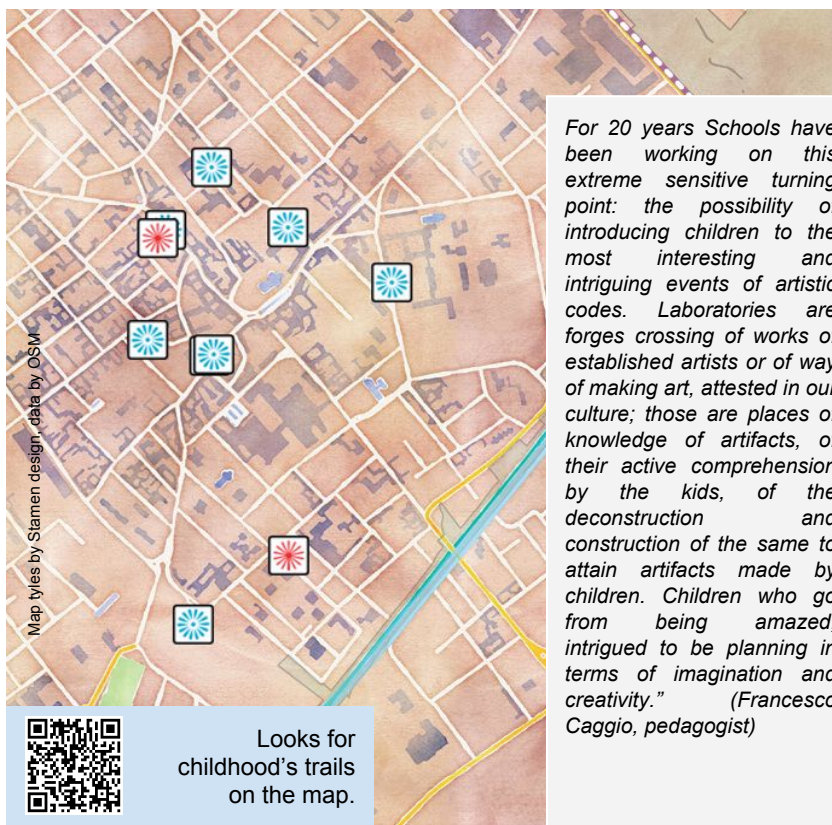 For 20 years Schools have
been working on this
extreme sensitive turning
point: the possibility of
introducing children to the
most interesting and
intriguing events of artistic
codes. Laboratories are
forges crossing of works of
established artists or of way
of making art, attested in our
culture; those are places of
knowledge of artifacts, of
their active comprehension
by the kids, of the
deconstruction and
construction of the same to
attain artifacts made by
children. Children who go
from being amazed,
intrigued to be planning in
terms of imagination and
creativity.” (Francesco
Caggio, pedagogist)
Map tyles by Stamen design, data by OSM
Looks for
childhood’s trails
on the map.